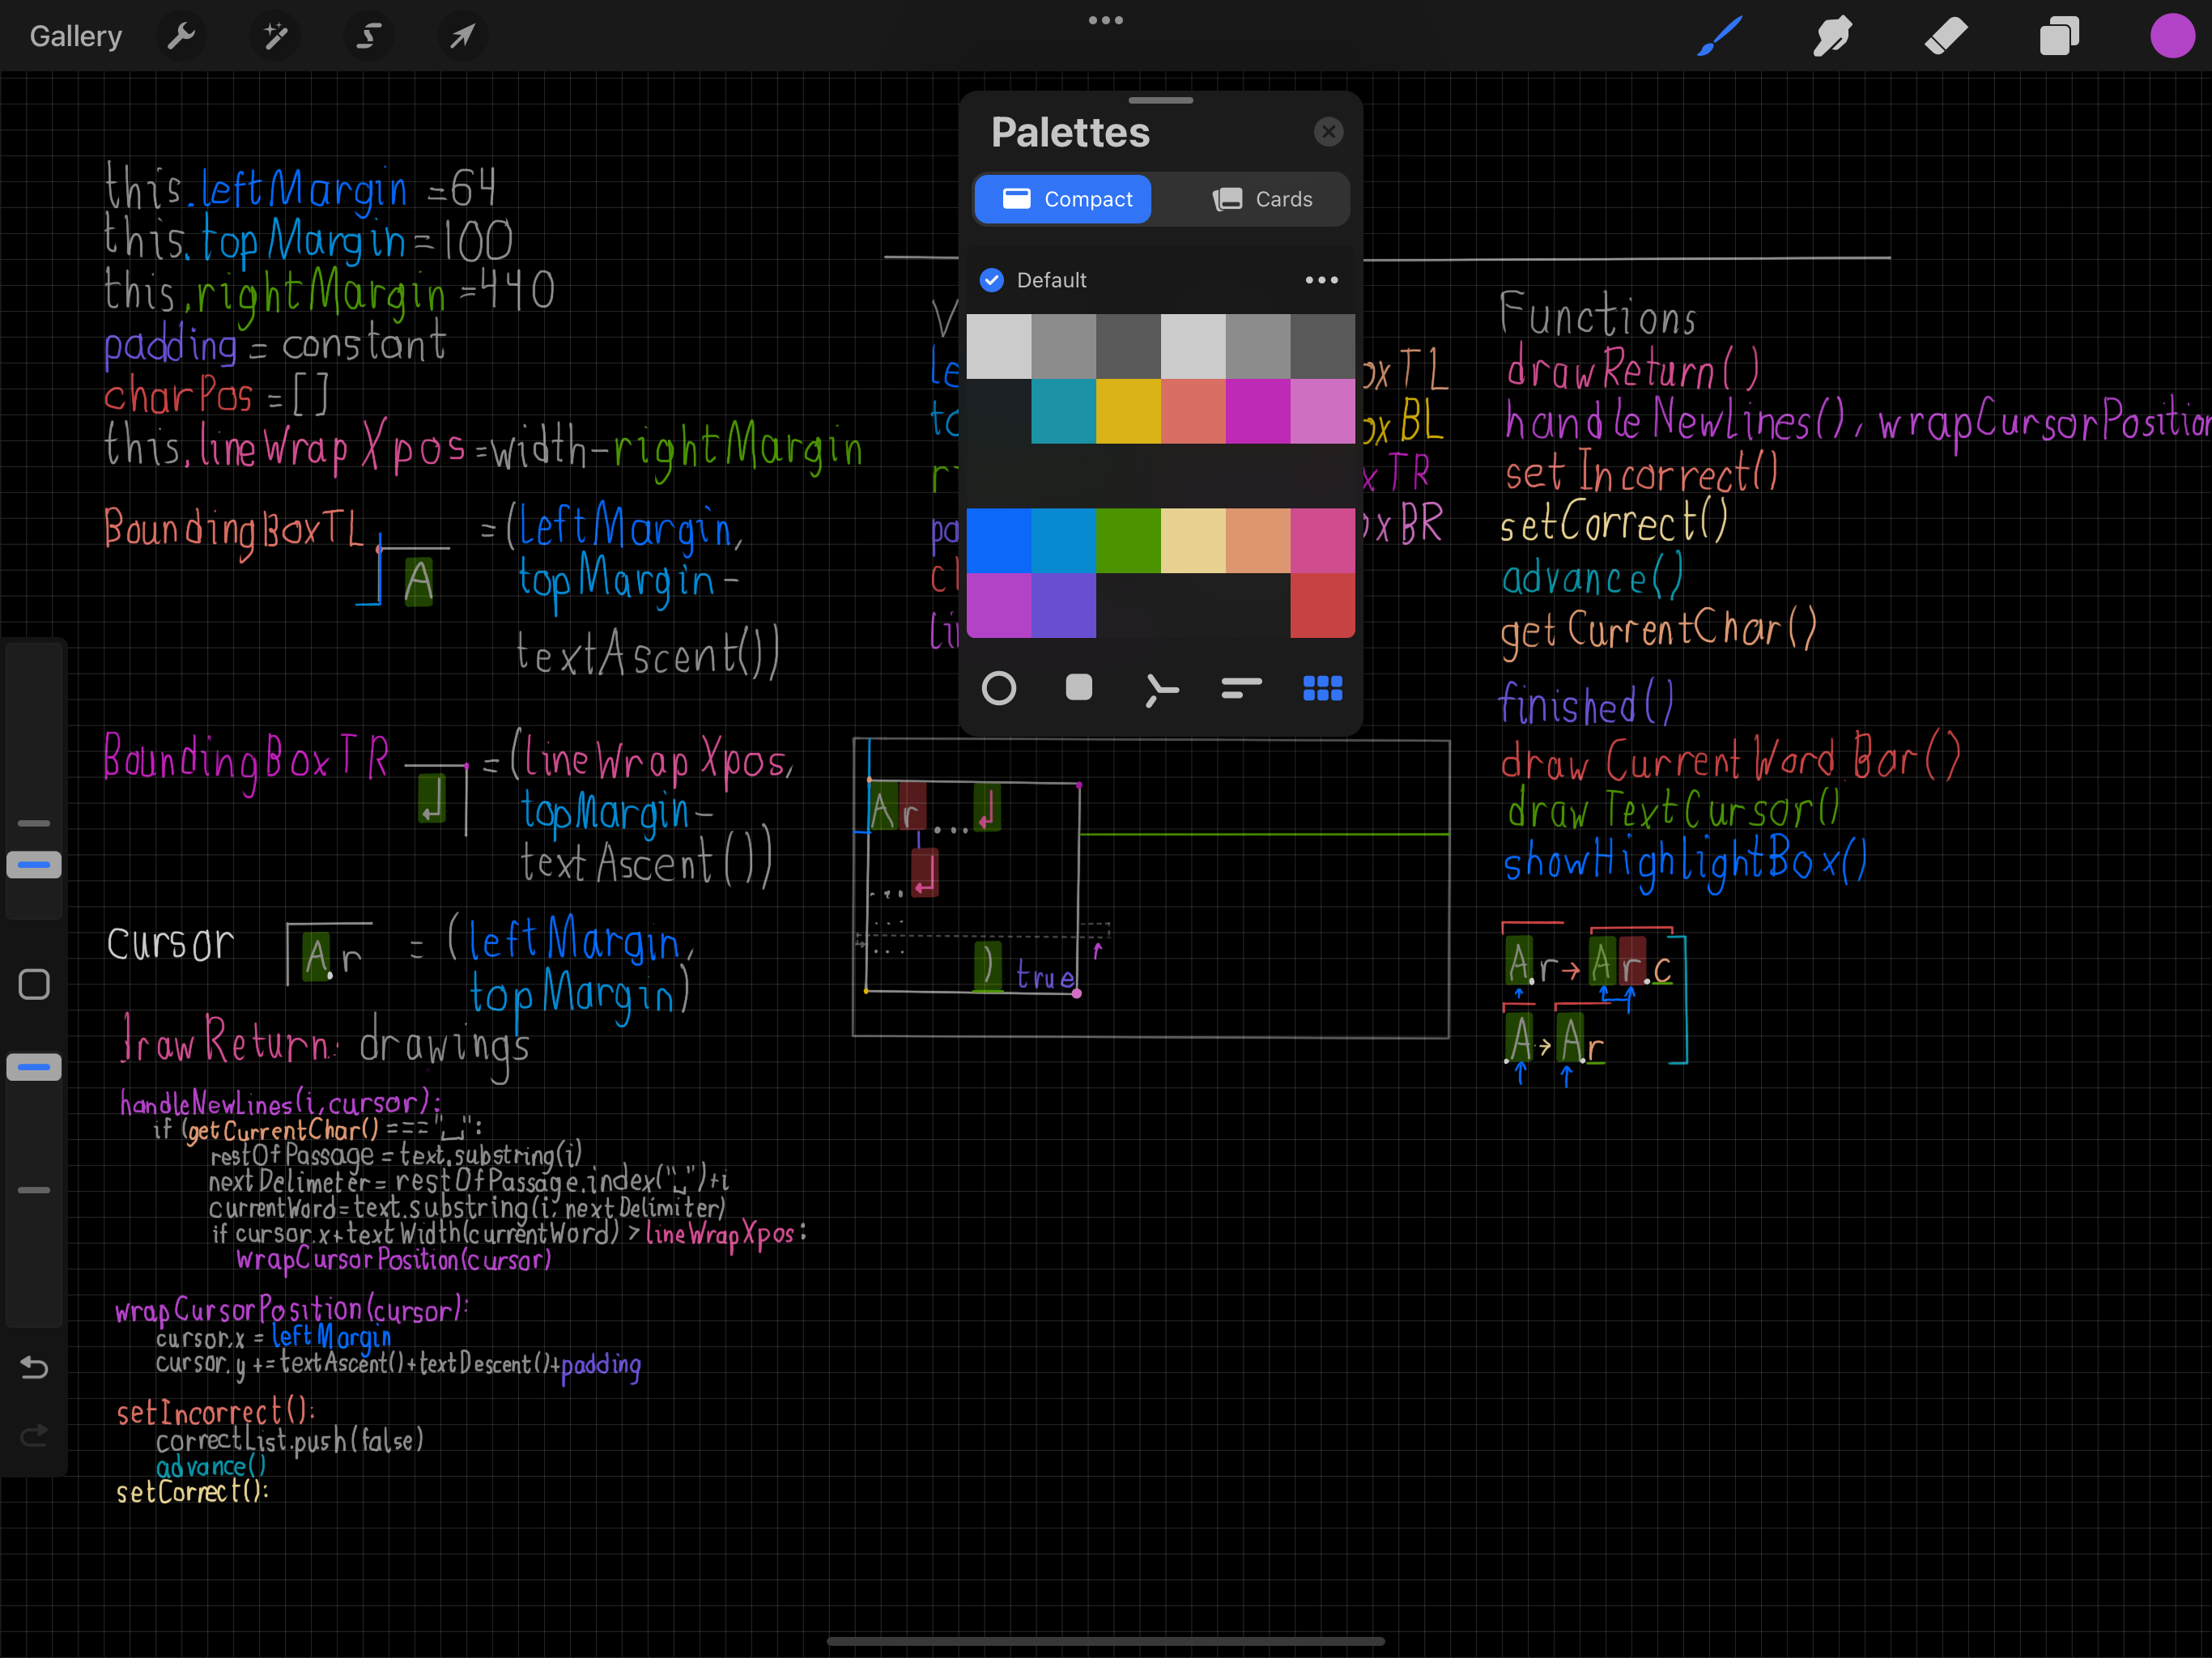 Gallery
Palettes
Compact
Cards
Default
this.leftMargin =64
this.topMargin=100
this.rightMargin =440
padding = constant
charPos =[]
this.lineWrapXpos=width-rightMargin
BoundingBoxTL
A
=(leftMargin,
topMargin-
textAscent())
BoundingBoxTR
=(lineWrapXpos,
topMargin-
textAscent())
cursor
A.r
= (leftMargin,
topMargin)
drawReturn: drawings
handleNewLines(i,cursor):
if (getCurrentChar() === "␣":
restOfPassage = text.substring(i)
nextDelimeter = restOfPassage.index("␣")+i
currentWord=text.substring(i, nextDelimiter)
if cursor.x+textWidth(currentWord) > lineWrapXpos:
wrapCursorPosition(cursor)
wrapCursorPosition(cursor):
cursor.x = leftMargin
cursor.y += textAscent()+textDescent()+padding
setIncorrect():
correctList.push(false)
advance()
setCorrect():
V
le
to
r
pa
cl
li
oxTL
oxBL
xTR
oxBR
Ar...↲
...↲
...
...
) true
Functions
drawReturn()
handleNewLines(), wrapCursorPosition
setIncorrect()
setCorrect()
advance()
getCurrentChar()
finished()
drawCurrentWordBar()
drawTextCursor()
showHighlightBox()
A.r→Ar.c
.A→A.r